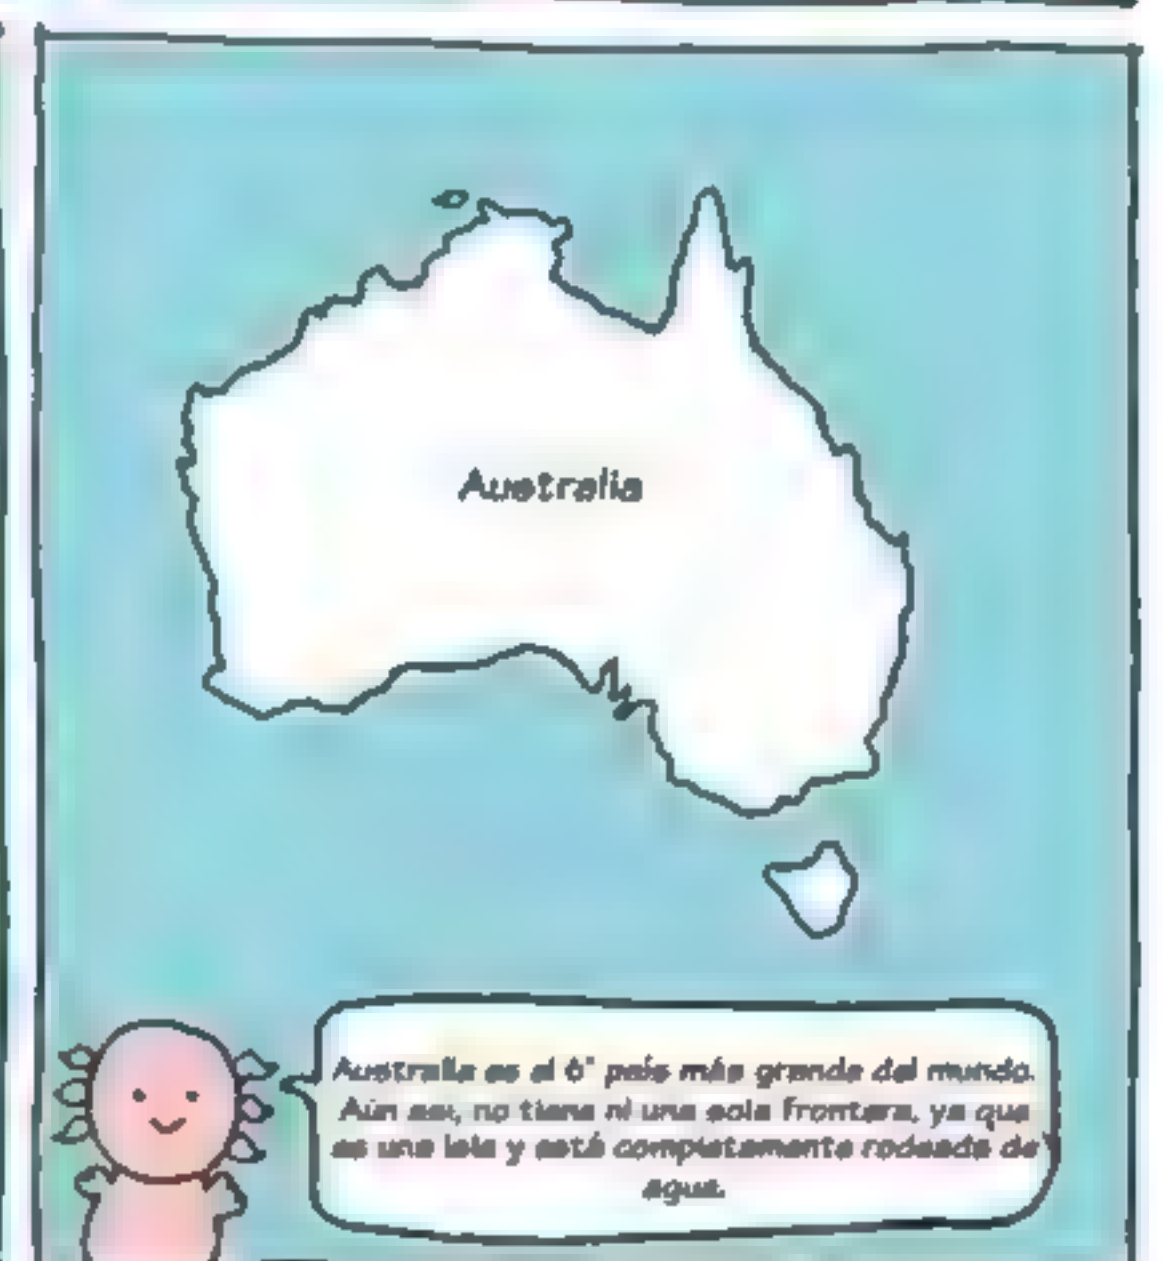 Australia
Australia es el 6° país más grande del mundo.
Aún así, no tiene ni una sola frontera, ya que
es una isla y está completamente rodeada de
agua.